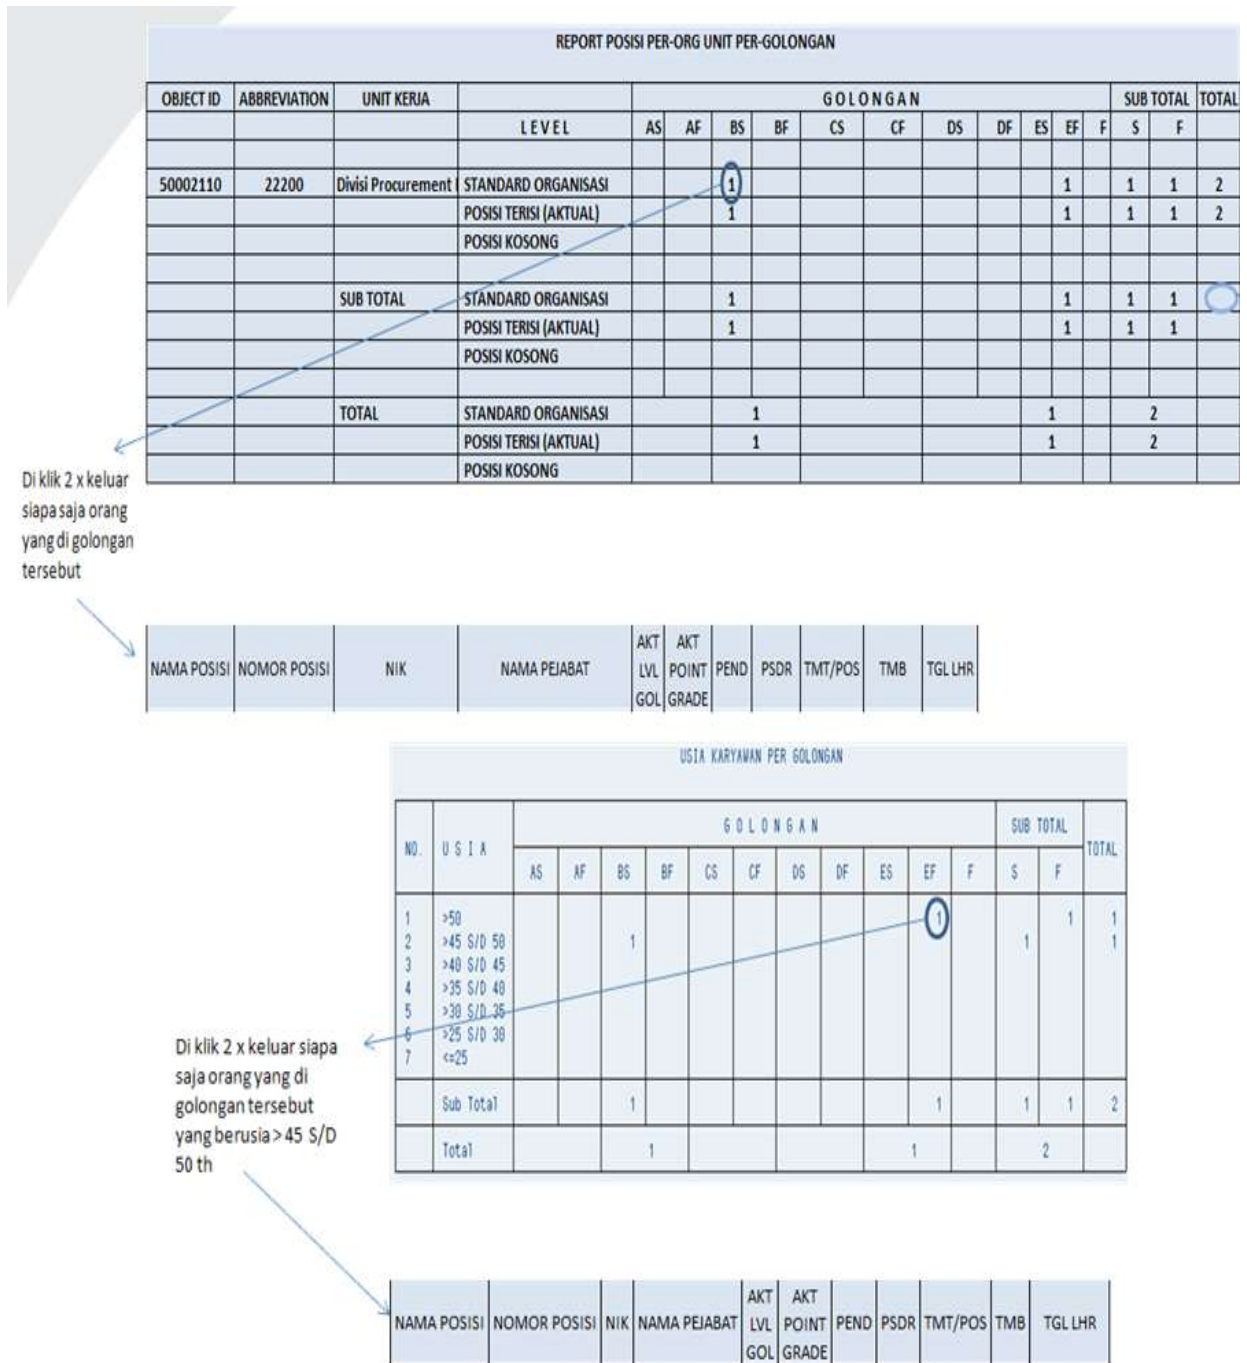 REPORT POSISI PER-ORG UNIT PER-GOLONGAN
OBJECT ID ABBREVIATION UNIT KERJA G O L O N G A N SUB TOTAL TOTAL
L E V E L AS AF BS BF CS CF DS DF ES EF F S F
50002110 22200 Divisi Procurement STANDARD ORGANISASI 1 1 1 1 2
POSISI TERISI (AKTUAL) 1 1 1 1 2
POSISI KOSONG
SUB TOTAL STANDARD ORGANISASI 1 1 1 1
POSISI TERISI (AKTUAL) 1 1 1 1
POSISI KOSONG
TOTAL STANDARD ORGANISASI 1 1 2
POSISI TERISI (AKTUAL) 1 1 2
POSISI KOSONG
Di klik 2 x keluar
siapa saja orang
yang di golongan
tersebut
NAMA POSISI NOMOR POSISI NIK NAMA PEJABAT AKT LVL GOL AKT POINT GRADE PEND PSDR TMT/POS TMB TGL LHR
USIA KARYAWAN PER GOLONGAN
NO. U S I A G O L O N G A N SUB TOTAL TOTAL
AS AF BS BF CS CF DS DF ES EF F S F
1 >50 1 1 1
2 >45 S/D 50 1 1 1
3 >40 S/D 45
4 >35 S/D 40
5 >30 S/D 35
6 >25 S/D 30
7 <=25
Sub Total 1 1 1 1 2
Total 1 1 2
Di klik 2 x keluar siapa
saja orang yang di
golongan tersebut
yang berusia > 45 S/D
50 th
NAMA POSISI NOMOR POSISI NIK NAMA PEJABAT AKT LVL GOL AKT POINT GRADE PEND PSDR TMT/POS TMB TGL LHR